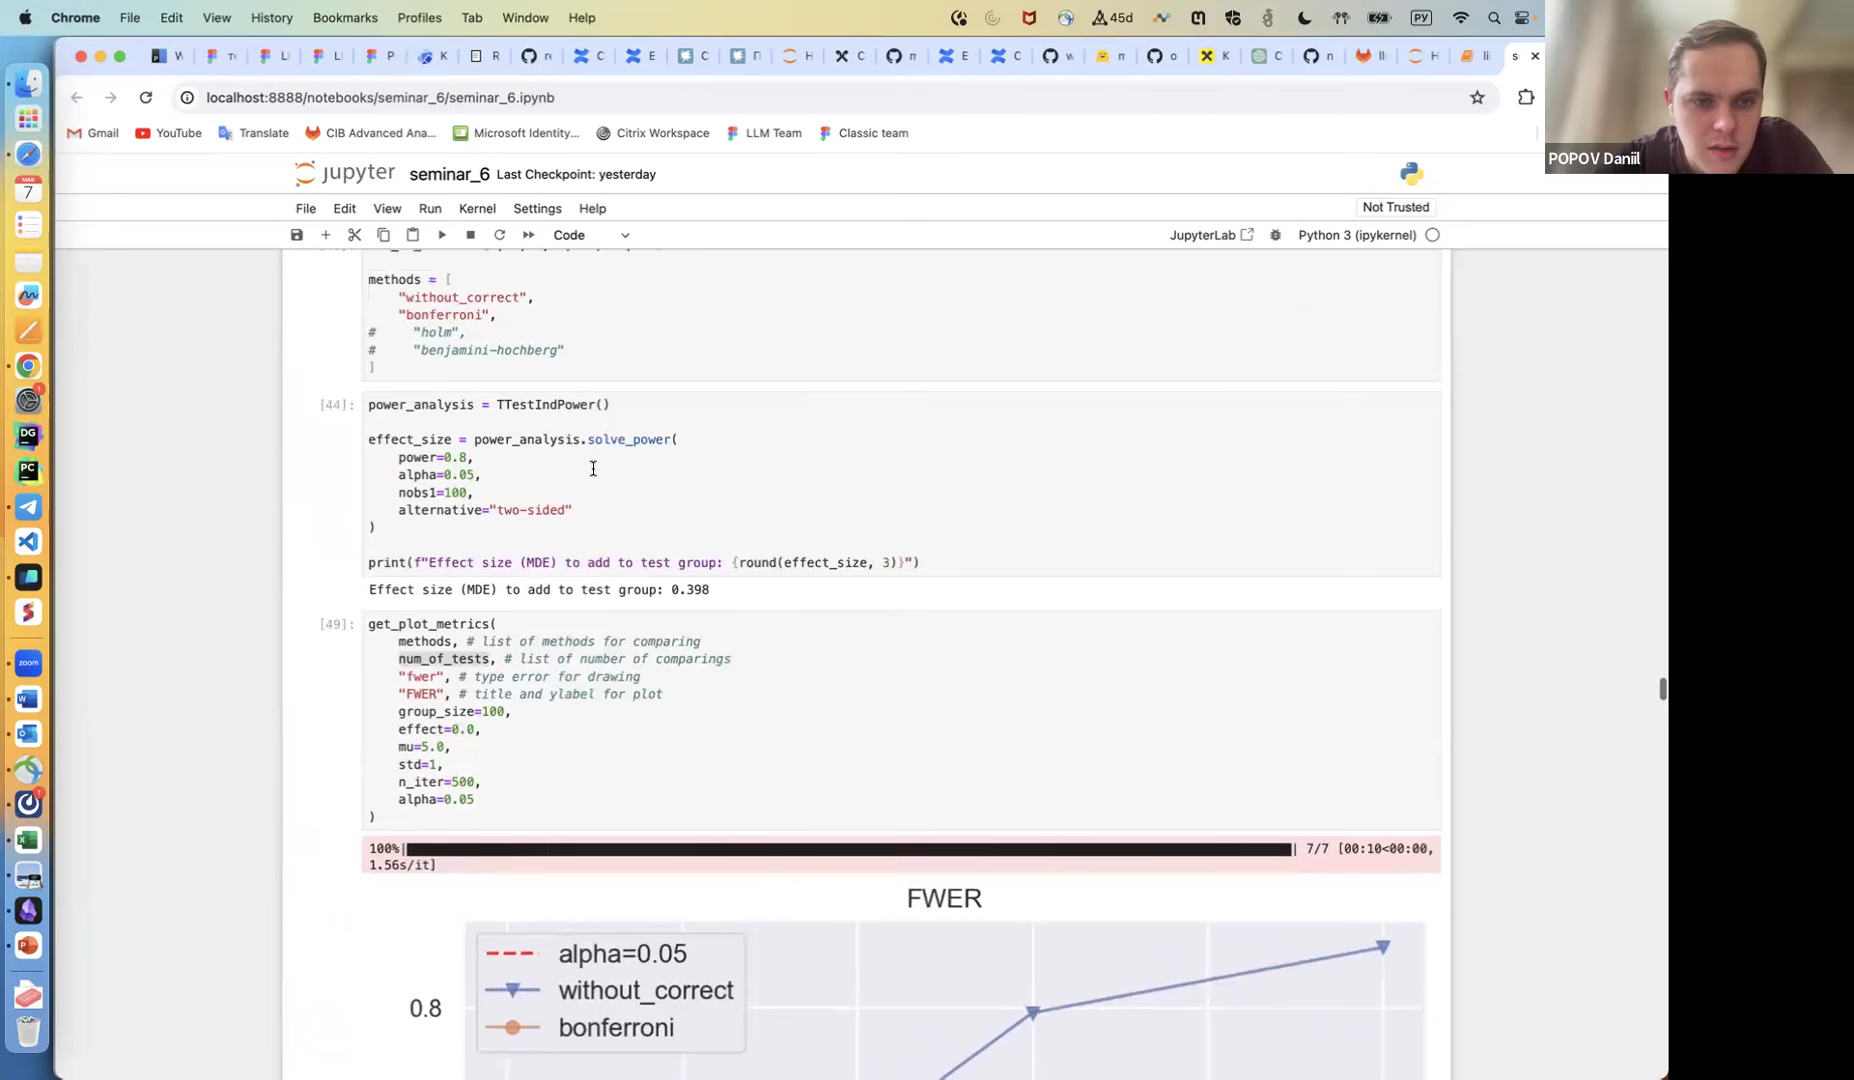 Chrome File Edit View History Bookmarks Profiles Tab Window Help 45d РУ
localhost:8888/notebooks/seminar_6/seminar_6.ipynb
Gmail YouTube Translate CIB Advanced Ana... Microsoft Identity... Citrix Workspace LLM Team Classic team
POPOV Daniil
jupyter seminar_6 Last Checkpoint: yesterday
File Edit View Run Kernel Settings Help Not Trusted
Code JupyterLab Python 3 (ipykernel)
methods = [
"without_correct",
"bonferroni",
# "holm",
# "benjamini-hochberg"
]
[44]: power_analysis = TTestIndPower()
effect_size = power_analysis.solve_power(
power=0.8,
alpha=0.05,
nobs1=100,
alternative="two-sided"
)
print(f"Effect size (MDE) to add to test group: {round(effect_size, 3)}")
Effect size (MDE) to add to test group: 0.398
[49]: get_plot_metrics(
methods, # list of methods for comparing
num_of_tests, # list of number of comparings
"fwer", # type error for drawing
"FWER", # title and ylabel for plot
group_size=100,
effect=0.0,
mu=5.0,
std=1,
n_iter=500,
alpha=0.05
)
100%| | 7/7 [00:10<00:00,
1.56s/it]
FWER
alpha=0.05
without_correct
bonferroni
0.8